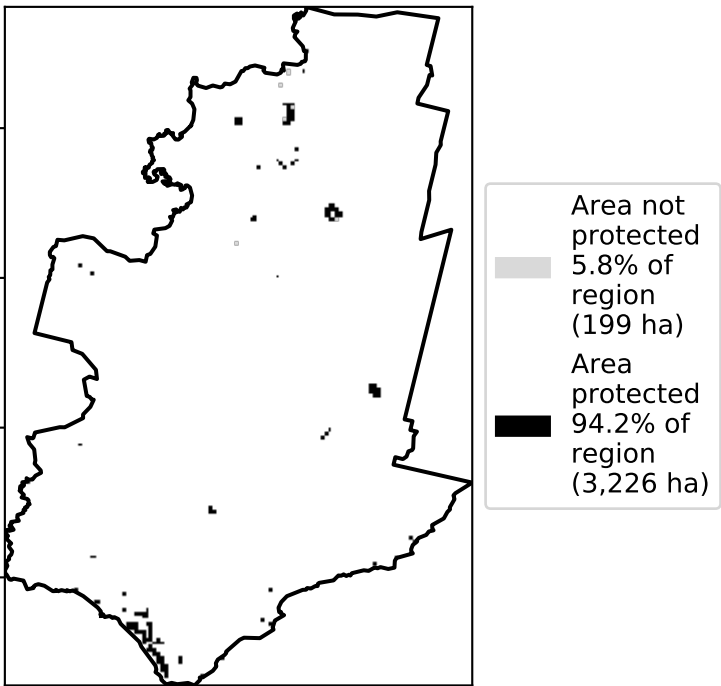 Area not
protected
5.8% of
region
(199 ha)
Area
protected
94.2% of
region
(3,226 ha)